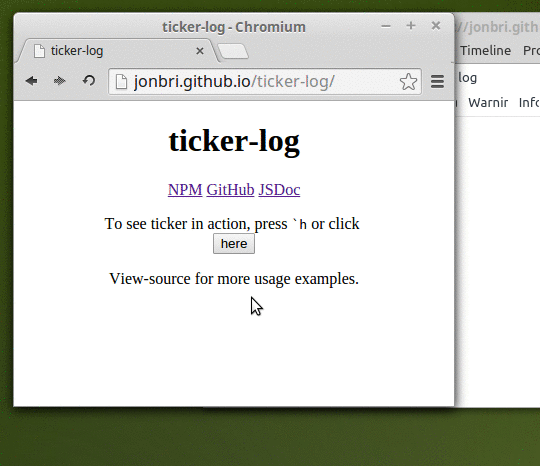 ticker-log - Chromium
://jonbri.gith
ticker-log
Timeline Pro
jonbri.github.io/ticker-log/
log
Warnir Info
ticker-log
NPM GitHub JSDoc
To see ticker in action, press `h or click
here
View-source for more usage examples.